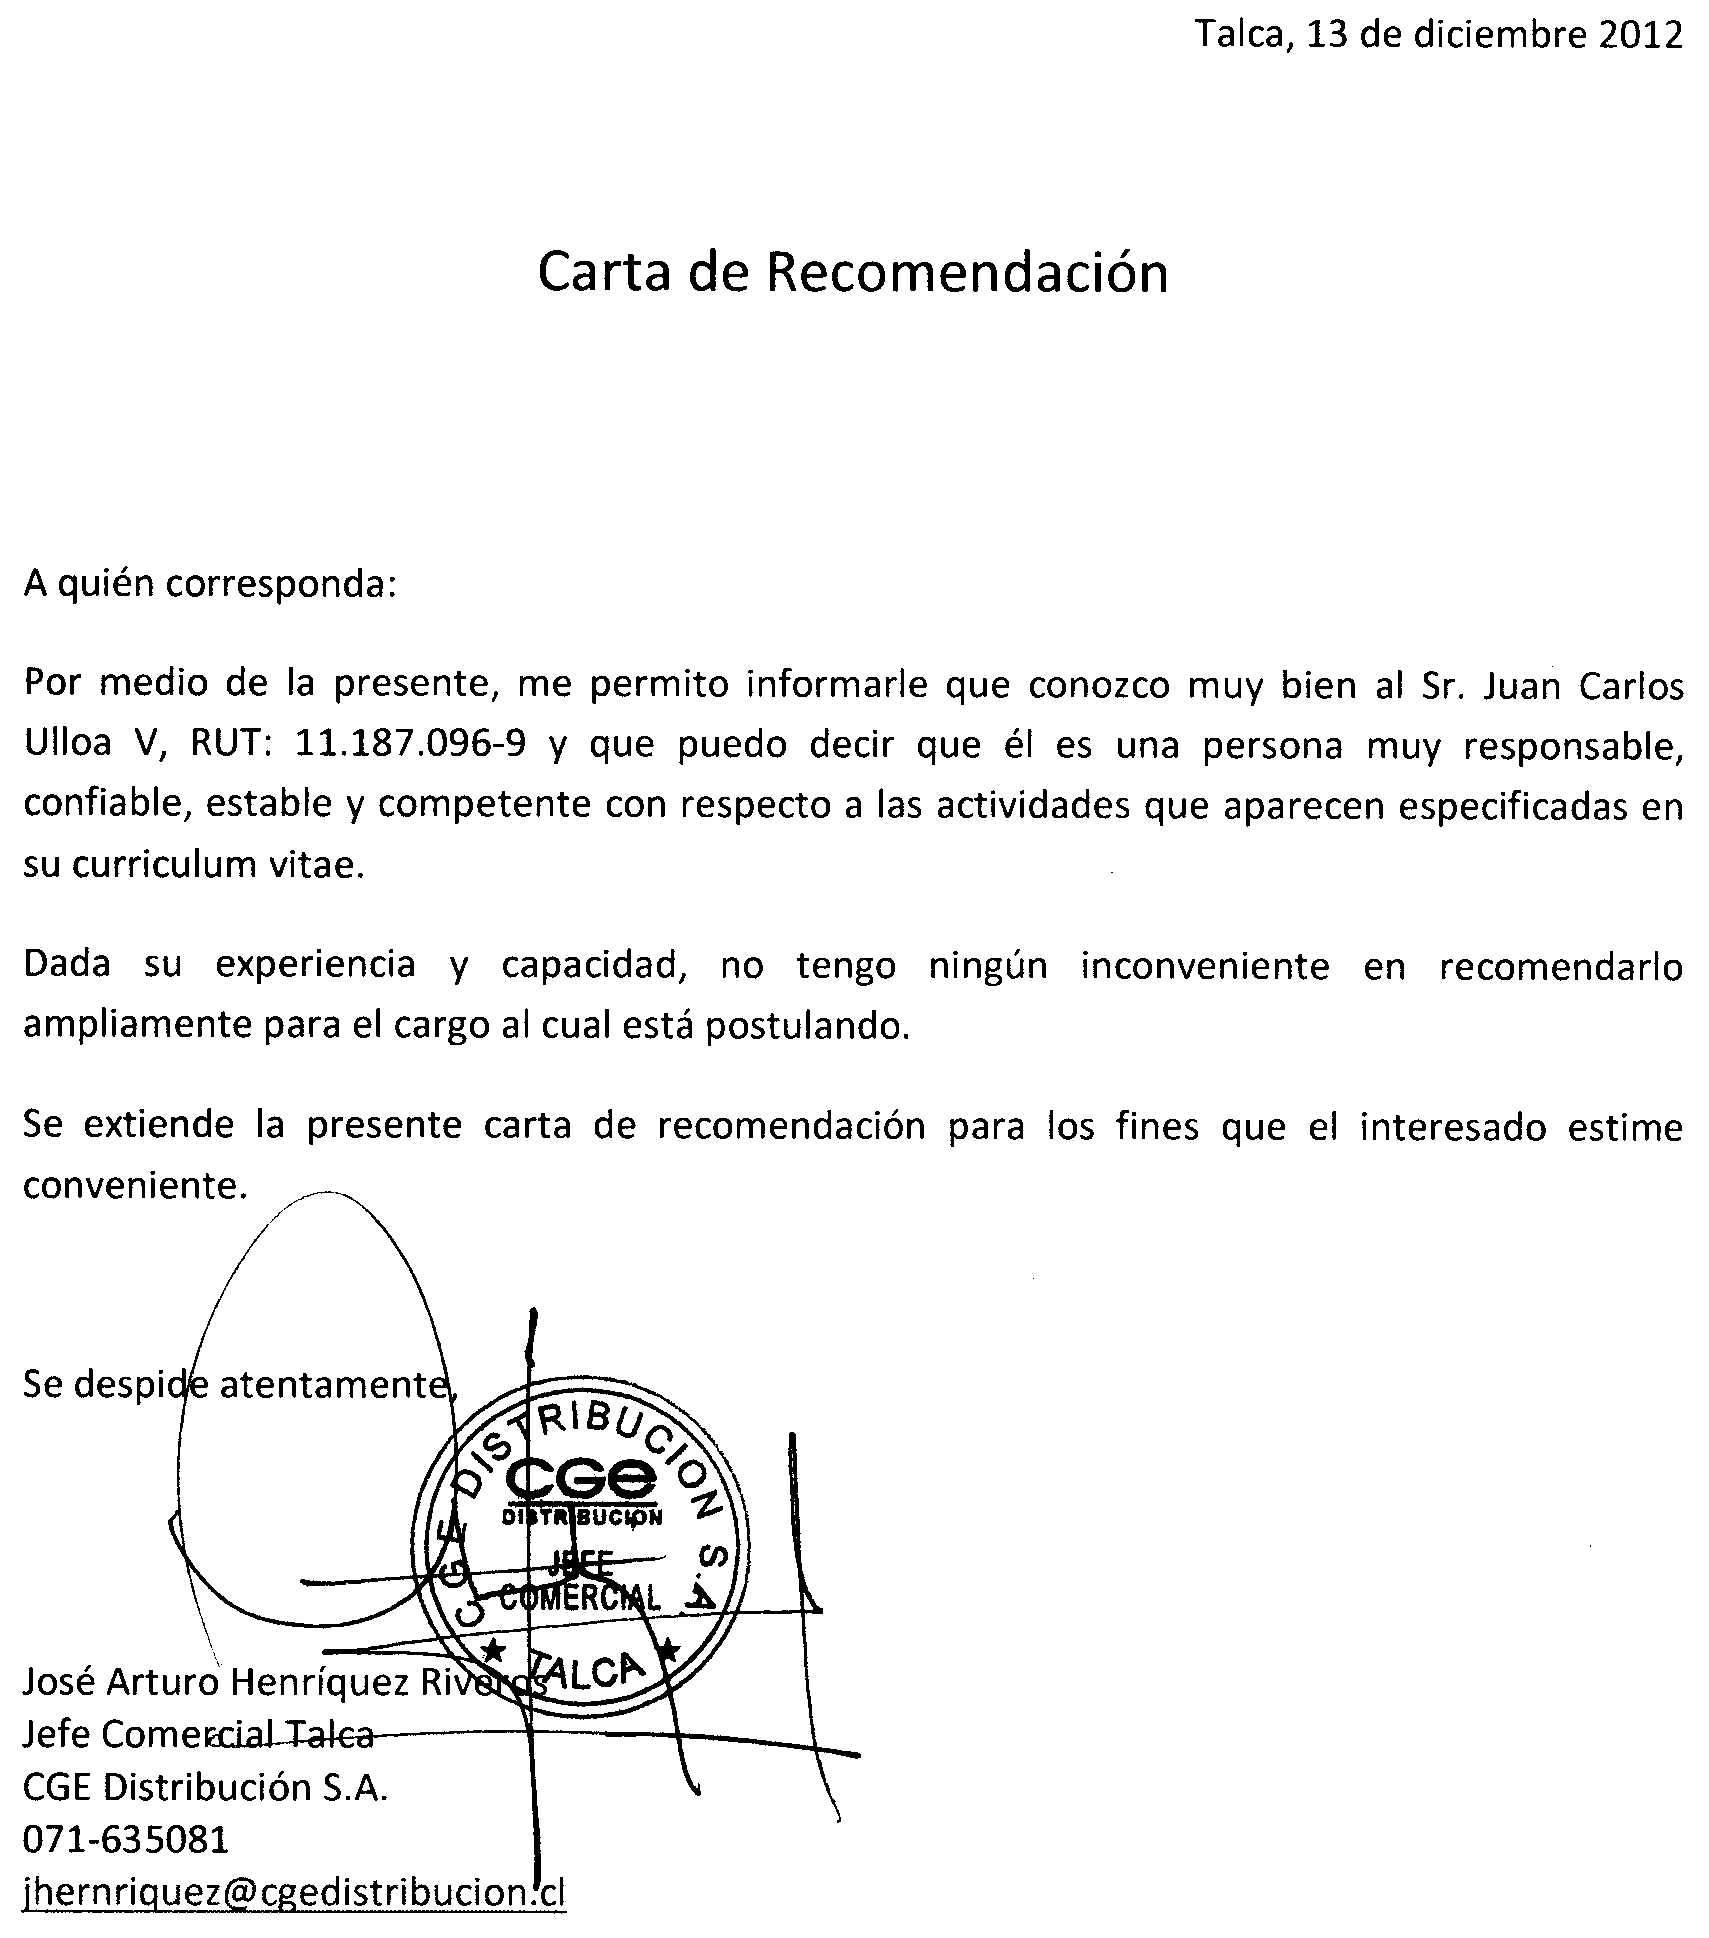 Talca, 13 de diciembre 2012
Carta de Recomendación
A quién corresponda:
Por medio de la presente, me permito informarle que conozco muy bien al Sr. Juan Carlos
Ulloa V, RUT: 11.187.096-9 y que puedo decir que él es una persona muy responsable,
confiable, estable y competente con respecto a las actividades que aparecen especificadas en
su curriculum vitae.
Dada su experiencia y capacidad, no tengo ningún inconveniente en recomendarlo
ampliamente para el cargo al cual está postulando.
Se extiende la presente carta de recomendación para los fines que el interesado estime
conveniente.
Se despide atentamente,
CGE DISTRIBUCION S.A.
CGE
DISTRIBUCION
JEFE
COMERCIAL
TALCA
José Arturo Henríquez Riveros
Jefe Comercial Talca
CGE Distribución S.A.
071-635081
jhernriquez@cgedistribucion.cl